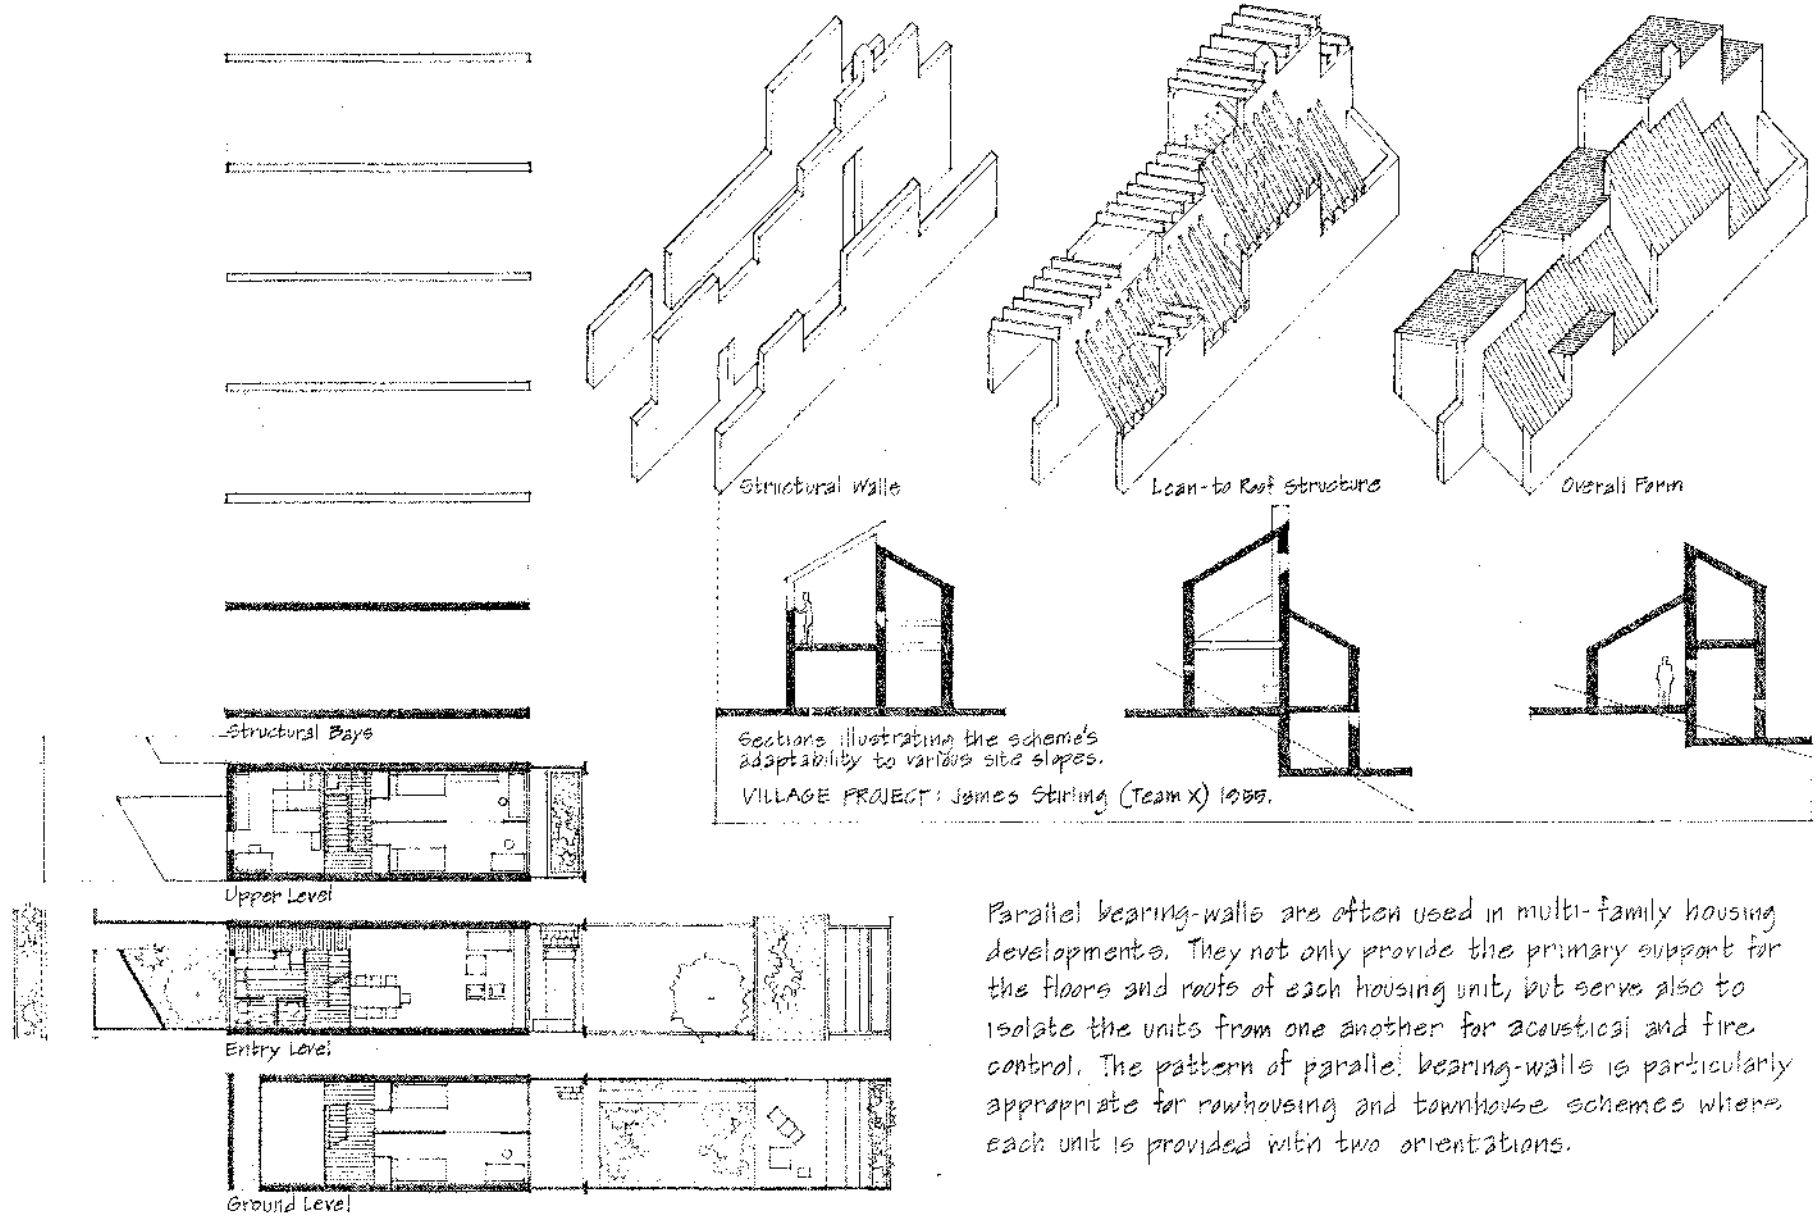 Structural Walls
Lean-to Roof Structure
Overall Form
Structural Bays
Sections illustrating the scheme's
adaptability to various site slopes.
VILLAGE PROJECT: James Stirling (Team X) 1955.
Upper Level
Entry Level
Ground Level
Parallel bearing-walls are often used in multi-family housing
developments. They not only provide the primary support for
the floors and roofs of each housing unit, but serve also to
isolate the units from one another for acoustical and fire
control. The pattern of parallel bearing-walls is particularly
appropriate for rowhousing and townhouse schemes where
each unit is provided with two orientations.